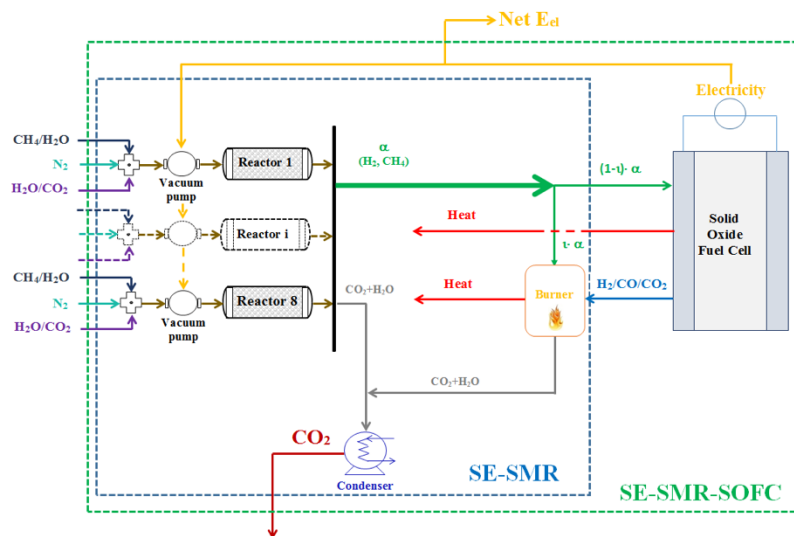 Net Eel
Electricity
CH4/H2O
N2
H2O/CO2
Vacuum
pump
Reactor 1
α
(H2, CH4)
(1-ι)· α
Reactor i
Heat
ι· α
Solid
Oxide
Fuel Cell
CH4/H2O
N2
H2O/CO2
Vacuum
pump
Reactor 8
CO2+H2O
Heat
Burner
H2/CO/CO2
CO2+H2O
CO2
Condenser
SE-SMR
SE-SMR-SOFC